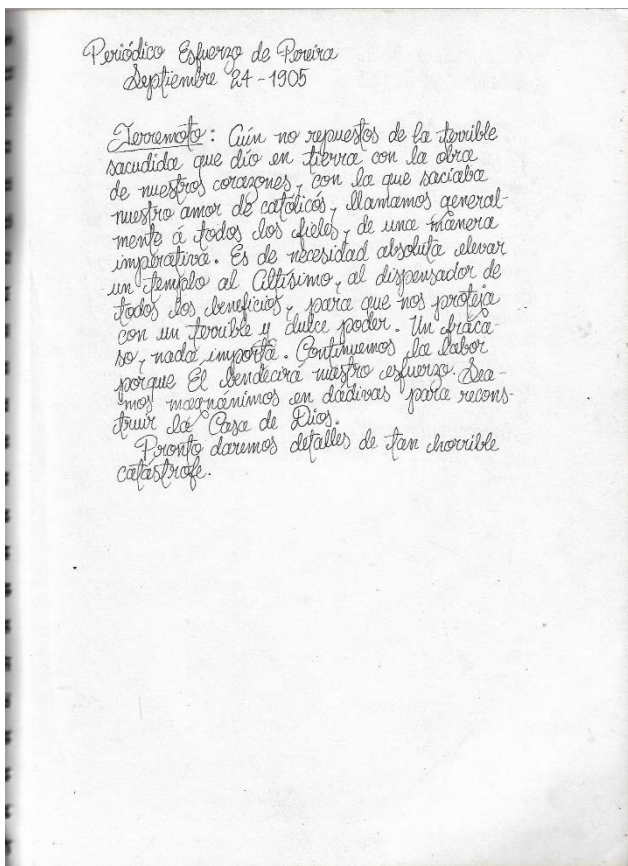 Periódico Esfuerzo de Pereira
Septiembre 24-1905
Terremoto: Aún no repuestos de la terrible
sacudida que dío en tierra con la obra
de nuestros corazones, con la que saciaba
nuestro amor de católicos, llamamos general-
mente á todos los fieles, de una manera
imperativa. Es de necesidad absoluta elevar
un templo al Altísimo, al dispensador de
todos los beneficios, para que nos proteja
con un terrible y dulce poder. Un fraca-
so, nada importa. Continuemos la labor
porque El bendecirá nuestro esfuerzo. Sea-
mos magnánimos en dádivas para recons-
truir la Casa de Dios.
Pronto daremos detalles de tan horrible
catástrofe.